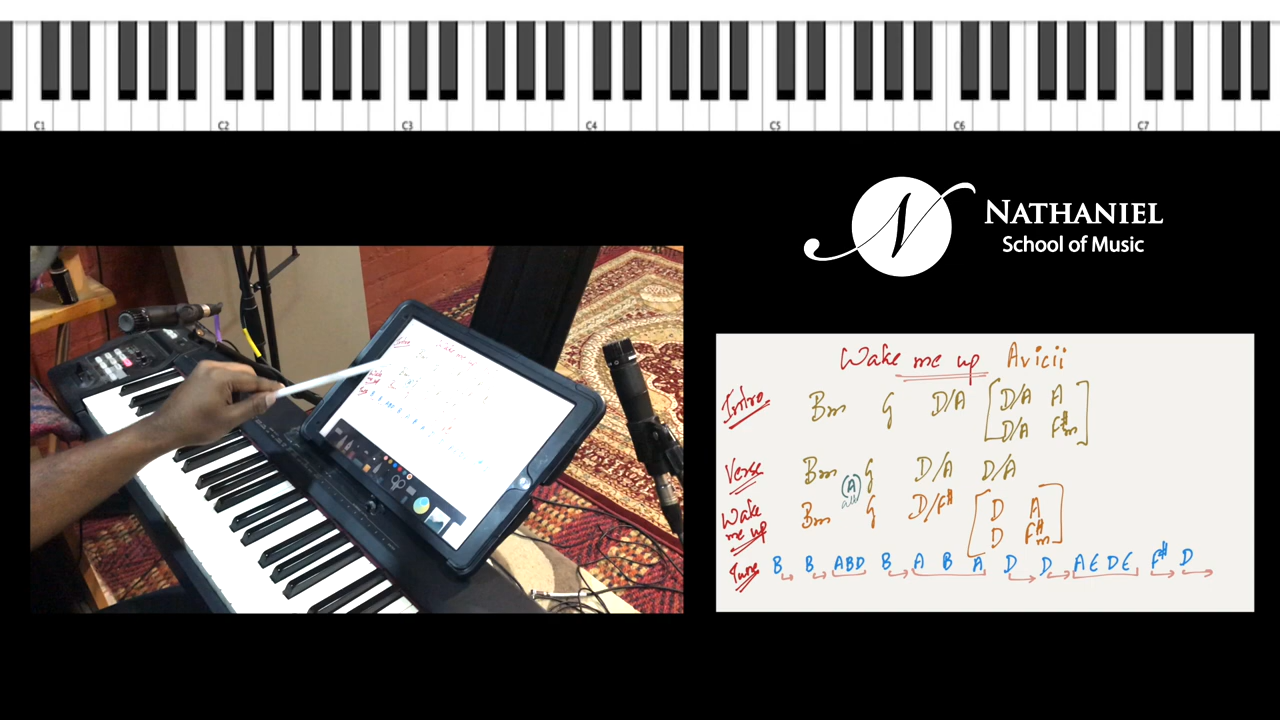 C1 C2 C3 C4 C5 C6 C7
NATHANIEL
School of Music
Wake me up Avicii
Intro Bm G D/A [D/A A
D/A F#m]
Verse Bm G D/A D/A
(A)
Wake me up Bm G D/F# [D A
D F#m]
Tune B B ABD B A B A D D AEDE F# D